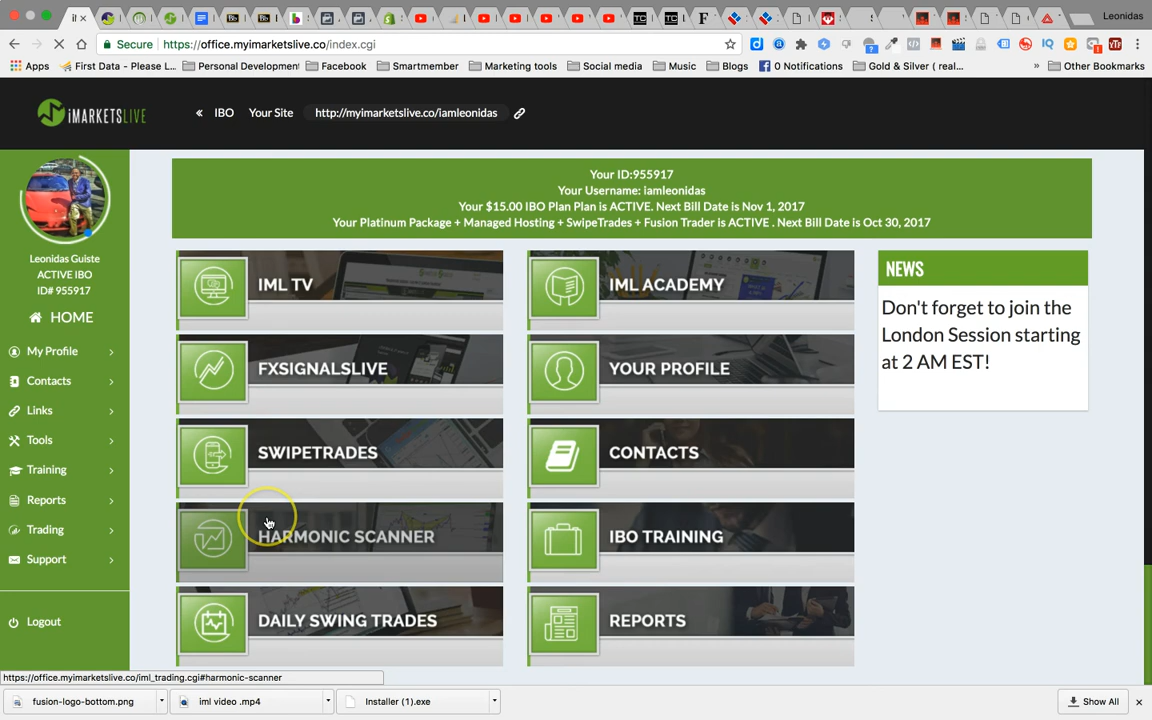 Leonidas
Secure https://office.myimarketslive.co/index.cgi
Apps First Data - Please L... Personal Development Facebook Smartmember Marketing tools Social media Music Blogs 0 Notifications Gold & Silver ( real... » Other Bookmarks
iMARKETSLIVE
« IBO Your Site http://myimarketslive.co/iamleonidas
Your ID:955917
Your Username: iamleonidas
Your $15.00 IBO Plan Plan is ACTIVE. Next Bill Date is Nov 1, 2017
Your Platinum Package + Managed Hosting + SwipeTrades + Fusion Trader is ACTIVE . Next Bill Date is Oct 30, 2017
Leonidas Guiste
ACTIVE IBO
ID# 955917
HOME
My Profile
Contacts
Links
Tools
Training
Reports
Trading
Support
Logout
IML TV
IML ACADEMY
FXSIGNALSLIVE
YOUR PROFILE
SWIPETRADES
CONTACTS
HARMONIC SCANNER
IBO TRAINING
DAILY SWING TRADES
REPORTS
NEWS
Don't forget to join the
London Session starting
at 2 AM EST!
https://office.myimarketslive.co/iml_trading.cgi#harmonic-scanner
fusion-logo-bottom.png
iml video .mp4
Installer (1).exe
Show All